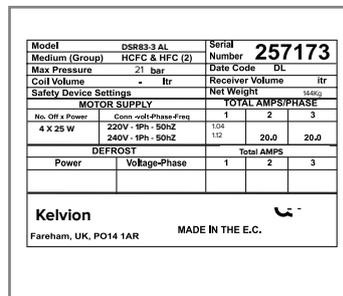 Model DSR83-3 AL Serial Number 257173
Medium (Group) HCFC & HFC (2)
Max Pressure 21 bar Date Code DL
Coil Volume - ltr Receiver Volume itr
Safety Device Settings Net Weight 144Kg
MOTOR SUPPLY TOTAL AMPS/PHASE
No. Off x Power Conn -volt-Phase-Freq 1 2 3
4 X 25 W 220V - 1Ph - 50hZ 1.04
240V - 1Ph - 50hZ 1.12 20.0 20.0
DEFROST Total AMPS
Power Voltage-Phase 1 2 3
Kelvion
Fareham, UK, PO14 1AR MADE IN THE E.C.